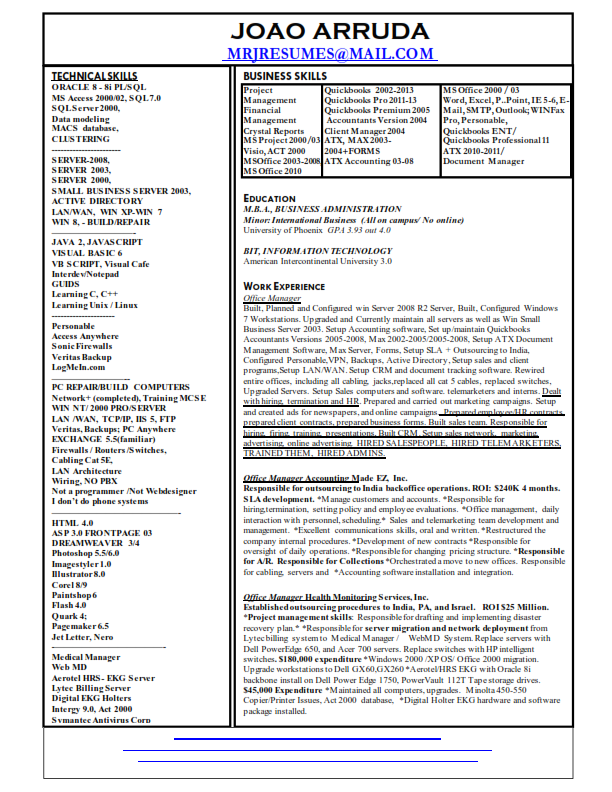 JOAO ARRUDA
MRJRESUMES@MAIL.COM
TECHNICAL SKILLS
ORACLE 8 - 8i PL/SQL
MS Access 2000/02, SQL 7.0
SQL Server 2000,
Data modeling
MACS database,
CLUSTERING
-----------------------
SERVER-2008,
SERVER 2003,
SERVER 2000,
SMALL BUSINESS SERVER 2003,
ACTIVE DIRECTORY
LAN/WAN, WIN XP-WIN 7
WIN 8, - BUILD/REPAIR
----------------------------
JAVA 2, JAVASCRIPT
VISUAL BASIC 6
VB SCRIPT, Visual Cafe
Interdev/Notepad
GUIDS
Learning C, C++
Learning Unix / Linux
---------------------
Personable
Access Anywhere
Sonic Firewalls
Veritas Backup
LogMeIn.com
--------------------------
PC REPAIR/BUILD COMPUTERS
Network+ (completed), Training MCSE
WIN NT/ 2000 PRO/SERVER
LAN /WAN, TCP/IP, IIS 5, FTP
Veritas, Backups; PC Anywhere
EXCHANGE 5.5(familiar)
Firewalls / Routers /Switches,
Cabling Cat 5E,
LAN Architecture
Wiring, NO PBX
Not a programmer /Not Webdesigner
I don't do phone systems
-------------------------------------------
HTML 4.0
ASP 3.0 FRONTPAGE 03
DREAMWEAVER 3/4
Photoshop 5.5/6.0
Imagestyler 1.0
Illustrator 8.0
Corel 8/9
Paintshop 6
Flash 4.0
Quark 4;
Pagemaker 6.5
Jet Letter, Nero
--------------------------------------
Medical Manager
Web MD
Aerotel HRS- EKG Server
Lytec Billing Server
Digital EKG Holters
Intergy 9.0, Act 2000
Symantec Antivirus Corp
BUSINESS SKILLS
Project
Management
Financial
Management
Crystal Reports
MS Project 2000/03
Visio, ACT 2000
MSOffice 2003-2008,
MS Office 2010
Quickbooks 2002-2013
Quickbooks Pro 2011-13
Quickbooks Premium 2005
Accountants Version 2004
Client Manager 2004
ATX, MAX 2003-
2004+FORMS
ATX Accounting 03-08
MS Office 2000 / 03
Word, Excel, P..Point, IE 5-6, E-
Mail, SMTP, Outlook; WINFax
Pro, Personable,
Quickbooks ENT/
Quickbooks Professional 11
ATX 2010-2011/
Document Manager
EDUCATION
M.B.A., BUSINESS ADMINISTRATION
Minor: International Business (All on campus/ No online)
University of Phoenix GPA 3.93 out 4.0
BIT, INFORMATION TECHNOLOGY
American Intercontinental University 3.0
WORK EXPERIENCE
Office Manager
Built, Planned and Configured win Server 2008 R2 Server, Built, Configured Windows
7 Workstations. Upgraded and Currently maintain all servers as well as Win Small
Business Server 2003. Setup Accounting software, Set up/maintain Quickbooks
Accountants Versions 2005-2008, Max 2002-2005/2005-2008, Setup ATX Document
Management Software, Max Server, Forms, Setup SLA + Outsourcing to India,
Configured Personable,VPN, Backups, Active Directory, Setup sales and client
programs,Setup LAN/WAN. Setup CRM and document tracking software. Rewired
entire offices, including all cabling, jacks,replaced all cat 5 cables, replaced switches,
Upgraded Servers. Setup Sales computers and software. telemarketers and interns. Dealt
with hiring, termination and HR. Prepared and carried out marketing campaigns. Setup
and created ads for newspapers, and online campaigns . Prepared employee/HR contracts,
prepared client contracts, prepared business forms. Built sales team. Responsible for
hiring, firing, training, presentations. Built CRM. Setup sales network, marketing,
advertising, online advertising. HIRED SALESPEOPLE, HIRED TELEMARKETERS,
TRAINED THEM, HIRED ADMINS.
Office Manager Accounting Made EZ, Inc.
Responsible for outsourcing to India back office operations. ROI: $240K 4 months.
SLA development. *Manage customers and accounts. *Responsible for
hiring,termination, setting policy and employee evaluations. *Office management, daily
interaction with personnel, scheduling.* Sales and telemarketing team development and
management. *Excellent communications skills, oral and written. *Restructured the
company internal procedures. *Development of new contracts *Responsible for
oversight of daily operations. *Responsible for changing pricing structure. *Responsible
for A/R. Responsible for Collections *Orchestrated a move to new offices. Responsible
for cabling, servers and *Accounting software installation and integration.
Office Manager Health Monitoring Services, Inc.
Established outsourcing procedures to India, PA, and Israel. ROI $25 Million.
*Project management skills: Responsible for drafting and implementing disaster
recovery plan.* *Responsible for server migration and network deployment from
Lytec billing system to Medical Manager / WebMD System. Replace servers with
Dell PowerEdge 650, and Acer 700 servers. Replace switches with HP intelligent
switches. $180,000 expenditure *Windows 2000 /XP OS/ Office 2000 migration.
Upgrade workstations to Dell GX60,GX260 *Aerotel/HRS EKG with Oracle 8i
backbone install on Dell Power Edge 1750, PowerVault 112T Tape storage drives.
$45,000 Expenditure *Maintained all computers, upgrades. Minolta 450-550
Copier/Printer Issues, Act 2000 database, *Digital Holter EKG hardware and software
package installed.